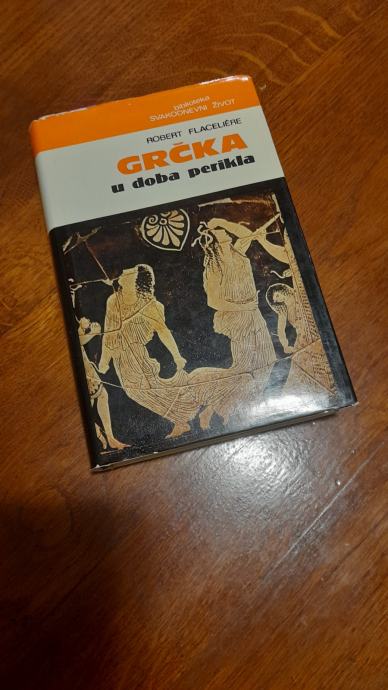 biblioteka
SVAKODNEVNI ŽIVOT
ROBERT FLACELIÈRE
GRČKA
u doba perikla